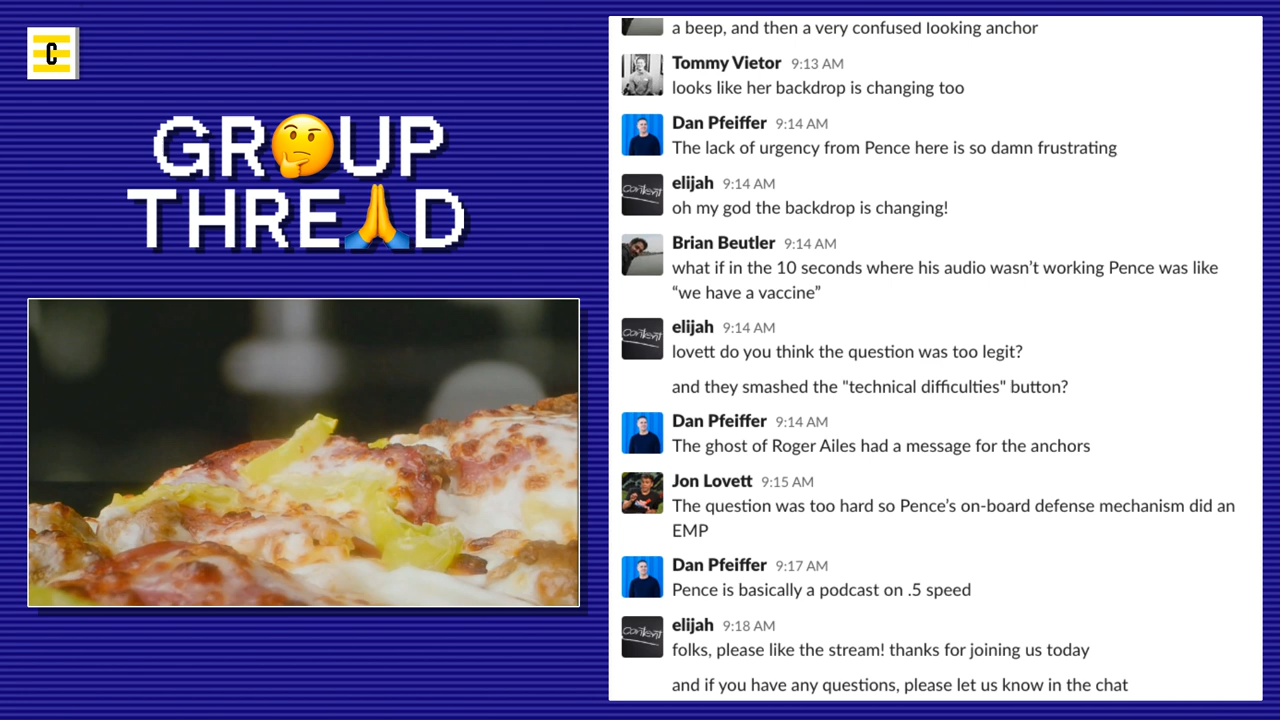 C
GR🤔UP
THRE🙏D
a beep, and then a very confused looking anchor
Tommy Vietor 9:13 AM
looks like her backdrop is changing too
Dan Pfeiffer 9:14 AM
The lack of urgency from Pence here is so damn frustrating
elijah 9:14 AM
oh my god the backdrop is changing!
Brian Beutler 9:14 AM
what if in the 10 seconds where his audio wasn’t working Pence was like
“we have a vaccine”
elijah 9:14 AM
lovett do you think the question was too legit?
and they smashed the "technical difficulties" button?
Dan Pfeiffer 9:14 AM
The ghost of Roger Ailes had a message for the anchors
Jon Lovett 9:15 AM
The question was too hard so Pence’s on-board defense mechanism did an
EMP
Dan Pfeiffer 9:17 AM
Pence is basically a podcast on .5 speed
elijah 9:18 AM
folks, please like the stream! thanks for joining us today
and if you have any questions, please let us know in the chat
content
content
content